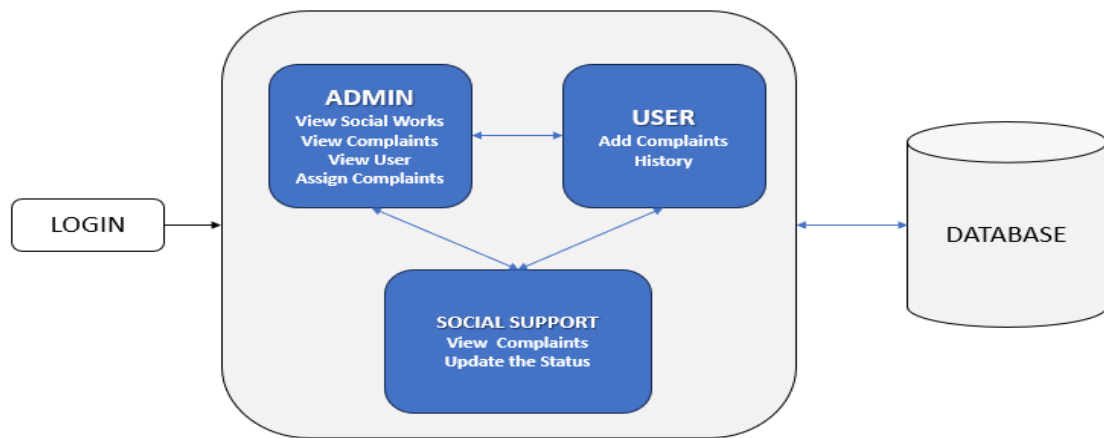 LOGIN
ADMIN
View Social Works
View Complaints
View User
Assign Complaints
USER
Add Complaints
History
SOCIAL SUPPORT
View Complaints
Update the Status
DATABASE